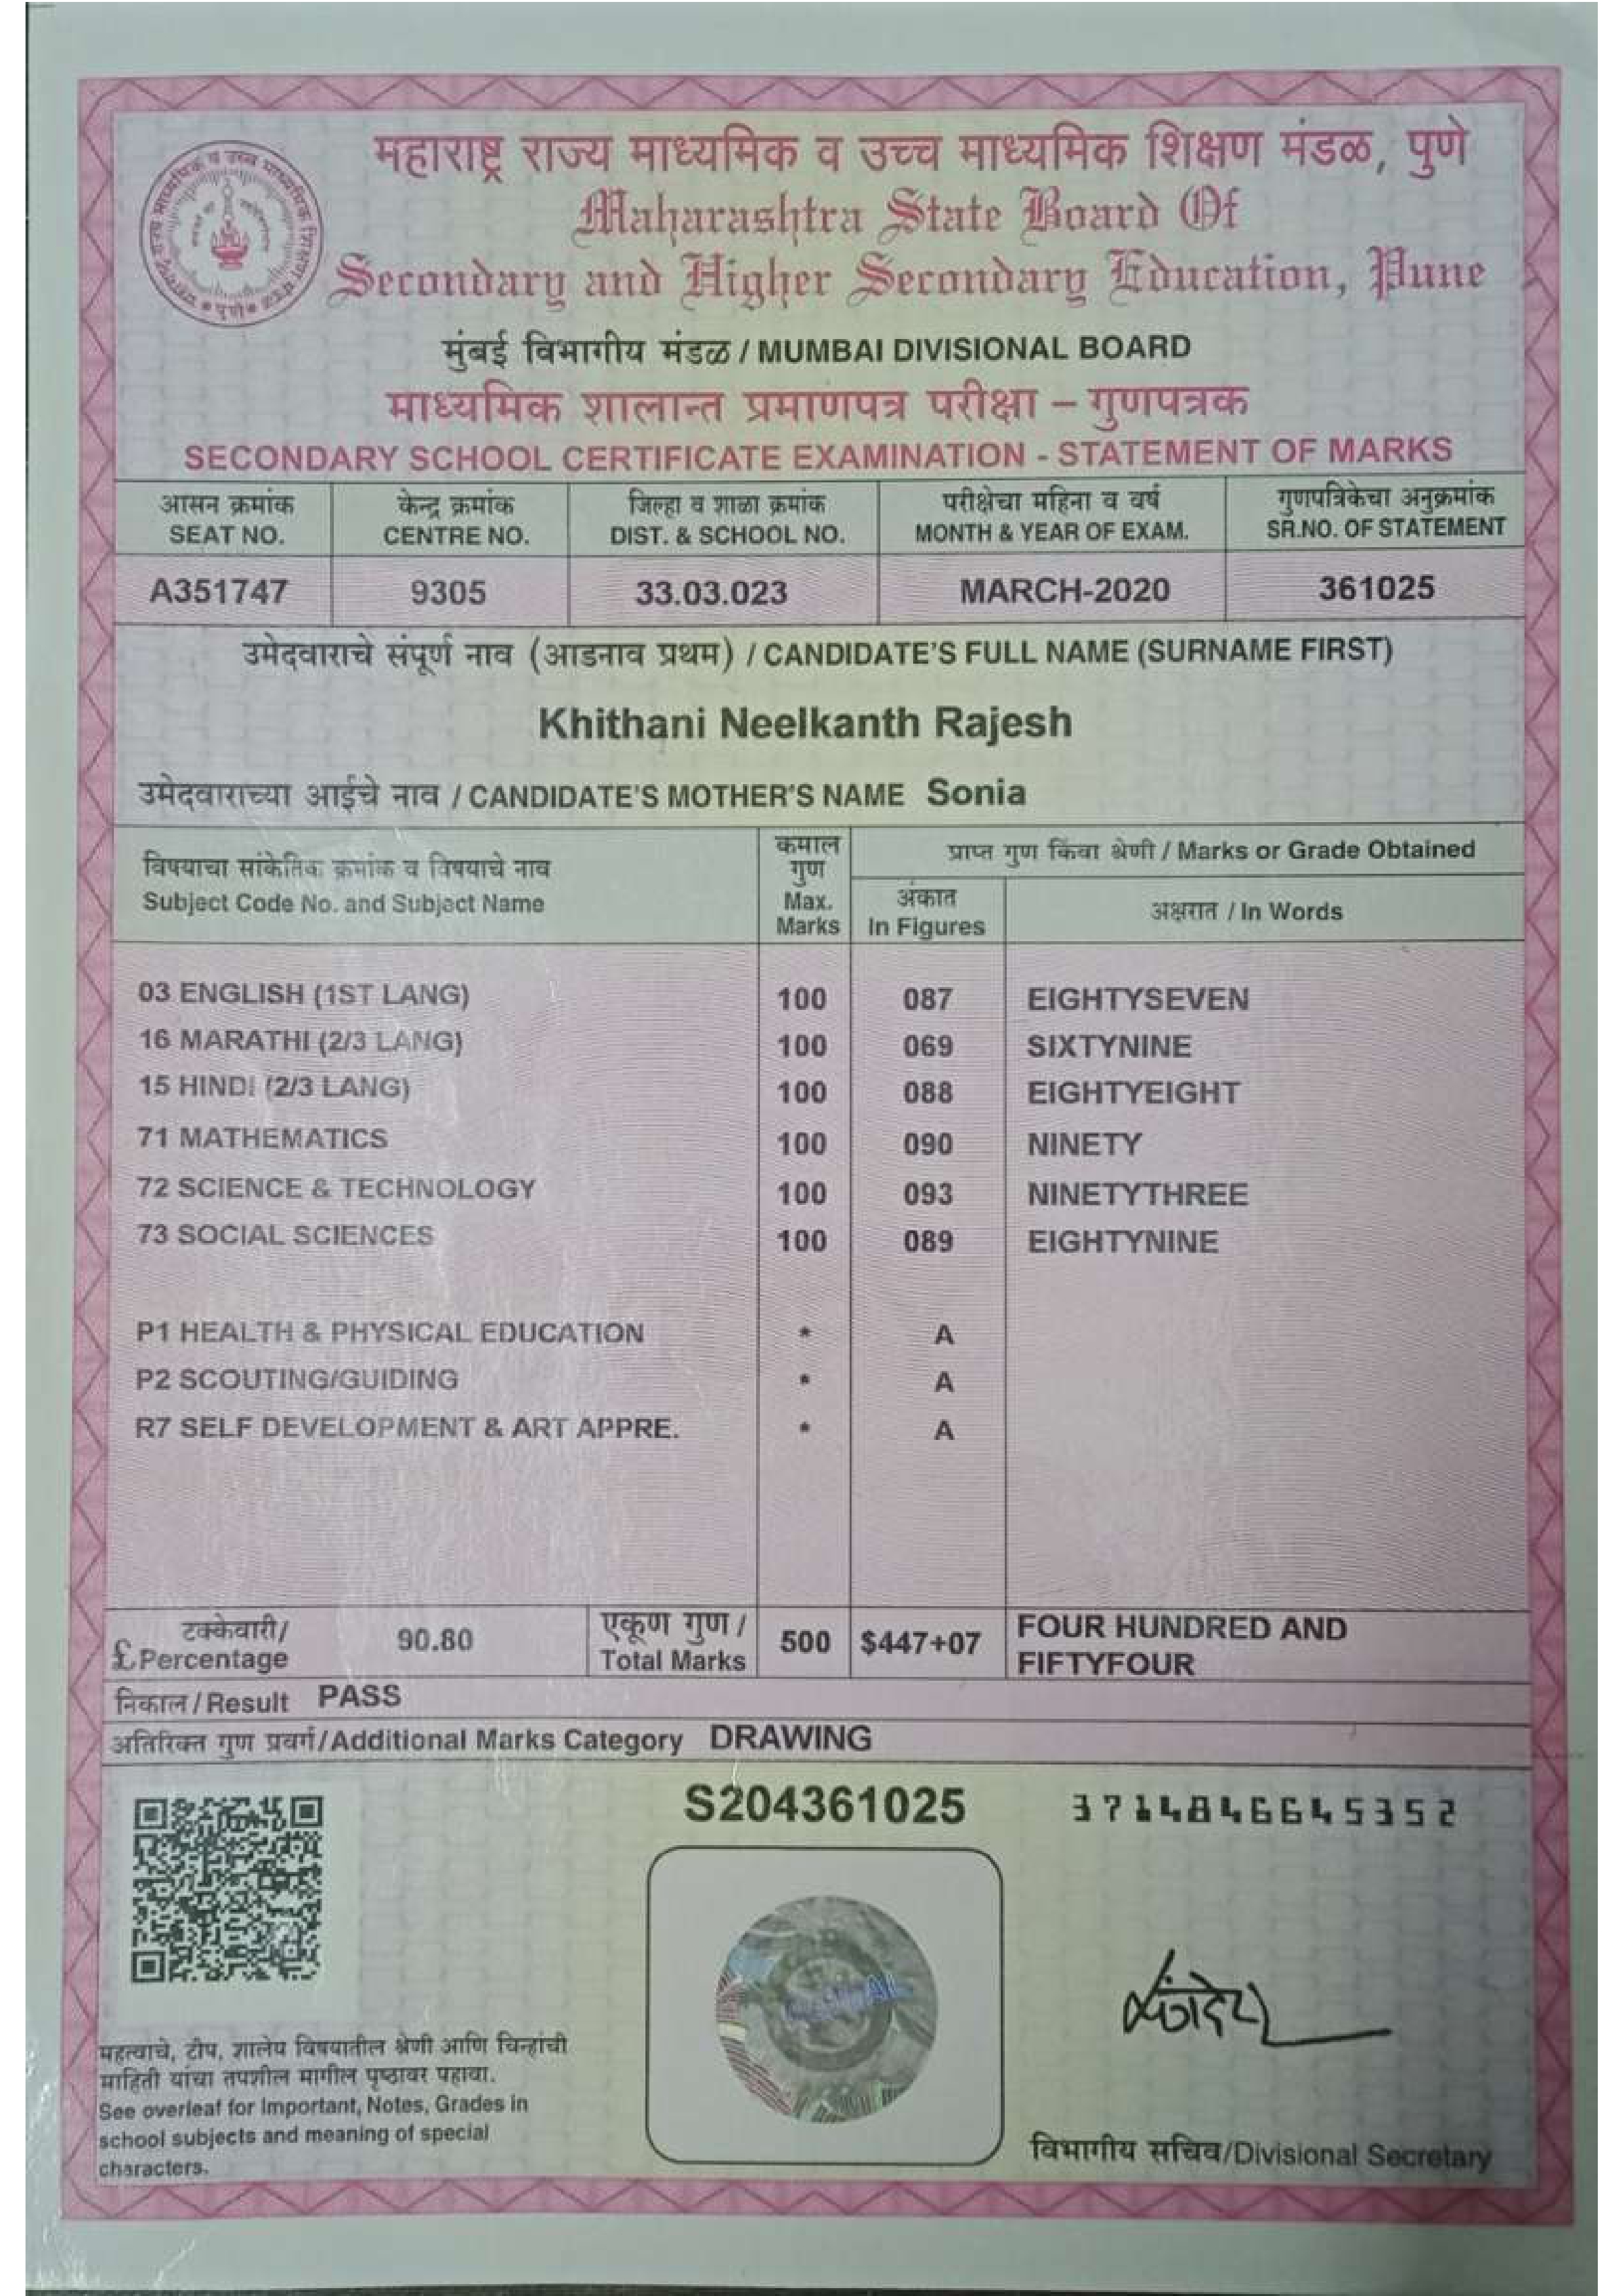 महाराष्ट्र राज्य माध्यमिक व उच्च माध्यमिक शिक्षण मंडळ, पुणे
Maharashtra State Board Of
Secondary and Higher Secondary Education, Pune
मुंबई विभागीय मंडळ / MUMBAI DIVISIONAL BOARD
माध्यमिक शालान्त प्रमाणपत्र परीक्षा – गुणपत्रक
SECONDARY SCHOOL CERTIFICATE EXAMINATION - STATEMENT OF MARKS
आसन क्रमांक केन्द्र क्रमांक जिल्हा व शाळा क्रमांक परीक्षेचा महिना व वर्ष गुणपत्रिकेचा अनुक्रमांक
SEAT NO. CENTRE NO. DIST. & SCHOOL NO. MONTH & YEAR OF EXAM. SR.NO. OF STATEMENT
A351747 9305 33.03.023 MARCH-2020 361025
उमेदवाराचे संपूर्ण नाव (आडनाव प्रथम) / CANDIDATE'S FULL NAME (SURNAME FIRST)
Khithani Neelkanth Rajesh
उमेदवाराच्या आईचे नाव / CANDIDATE'S MOTHER'S NAME Sonia
विषयाचा सांकेतिक क्रमांक व विषयाचे नाव
Subject Code No. and Subject Name
कमाल
गुण
Max.
Marks
प्राप्त गुण किंवा श्रेणी / Marks or Grade Obtained
अंकात
In Figures
अक्षरात / In Words
03 ENGLISH (1ST LANG) 100 087 EIGHTYSEVEN
16 MARATHI (2/3 LANG) 100 069 SIXTYNINE
15 HINDI (2/3 LANG) 100 088 EIGHTYEIGHT
71 MATHEMATICS 100 090 NINETY
72 SCIENCE & TECHNOLOGY 100 093 NINETYTHREE
73 SOCIAL SCIENCES 100 089 EIGHTYNINE
P1 HEALTH & PHYSICAL EDUCATION * A
P2 SCOUTING/GUIDING * A
R7 SELF DEVELOPMENT & ART APPRE. * A
टक्केवारी/
£ Percentage
90.80
एकूण गुण /
Total Marks
500 $447+07
FOUR HUNDRED AND
FIFTYFOUR
निकाल / Result PASS
अतिरिक्त गुण प्रवर्ग/Additional Marks Category DRAWING
S204361025 3714846645352
महत्वाचे, टीप, शालेय विषयातील श्रेणी आणि चिन्हांची
माहिती यांचा तपशील मागील पृष्ठावर पहावा.
See overleaf for Important, Notes, Grades in
school subjects and meaning of special
characters.
विभागीय सचिव/Divisional Secretary